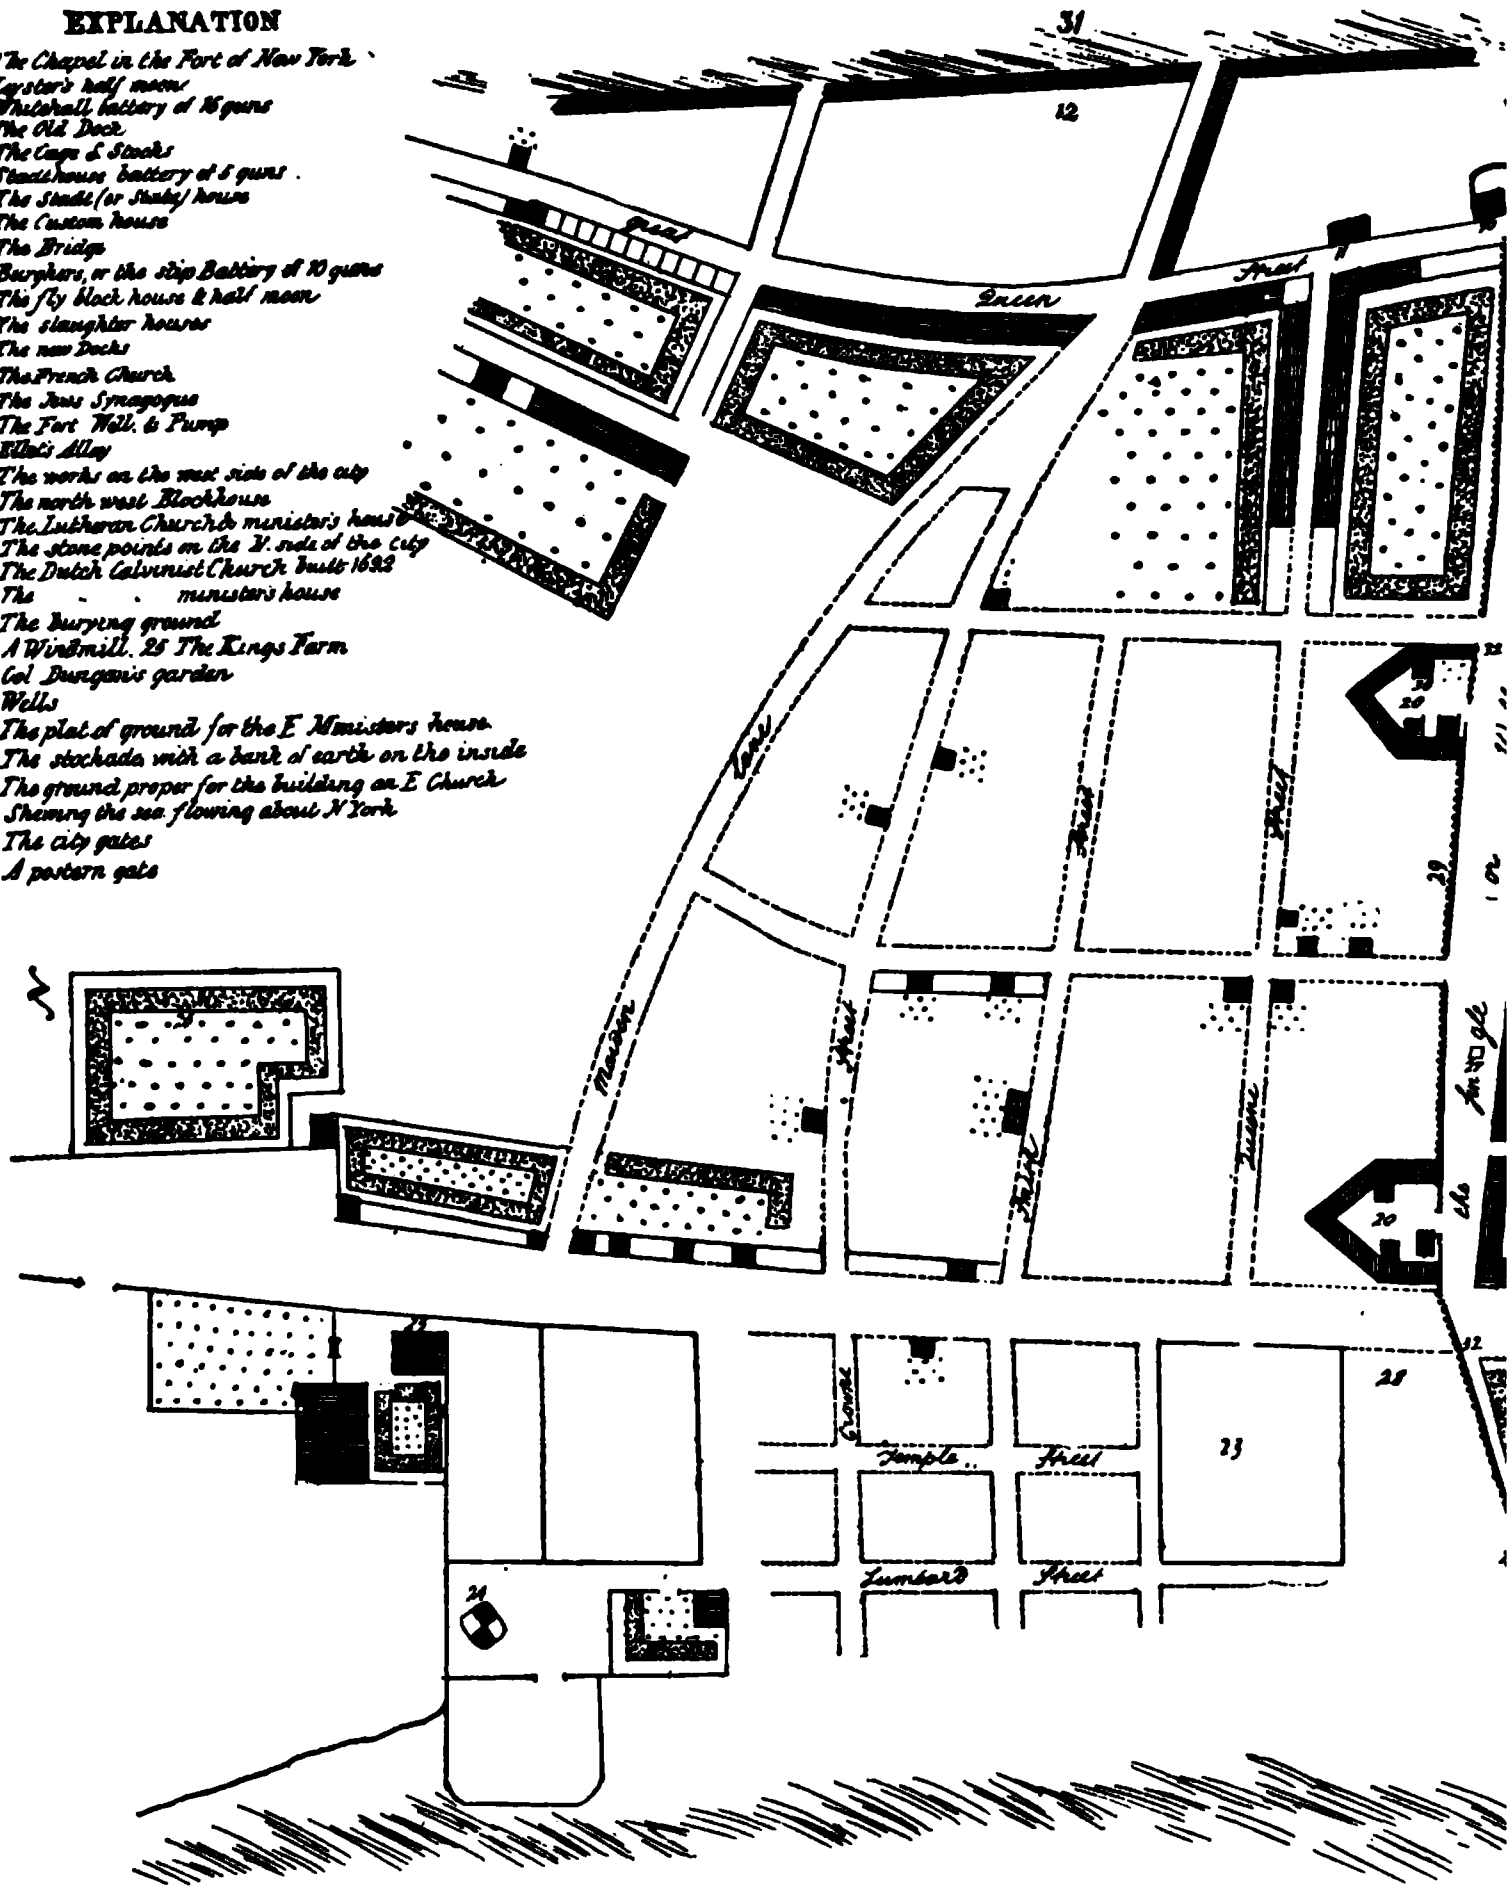 EXPLANATION
The Chapel in the Fort of New York
Leyster's half moon
Whitehall battery of 15 guns
The Old Dock
The Cage & Stocks
Stadthouse battery of 5 guns.
The Stadt (or State) house
The Custom house
The Bridge
Burghers, or the slip Battery of 10 guns
The fly block house & half moon
The slaughter houses
The new Docks
The French Church
The Jews Synagogue
The Fort Well & Pump
Ellet's Alley
The works on the west side of the city
The north west Blockhouse
The Lutheran Church & minister's house
The stone points on the N. side of the City
The Dutch Calvinist Church built 1692
The - - minister's house
The burying ground
A Windmill. 25 The Kings Farm
Col Dungan's garden
Wells
The plat of ground for the E Ministers house.
The stockade, with a bank of earth on the inside
The ground proper for the building an E Church
Shewing the sea flowing about N York
The city gates
A postern gate
31
12
Great
Queen
Street
11
32
30
20
Lane
Street
Street
29
or
Maiden
Street
the
20
32
28
23
Crowne
Temple Street
Lumbard Street
24